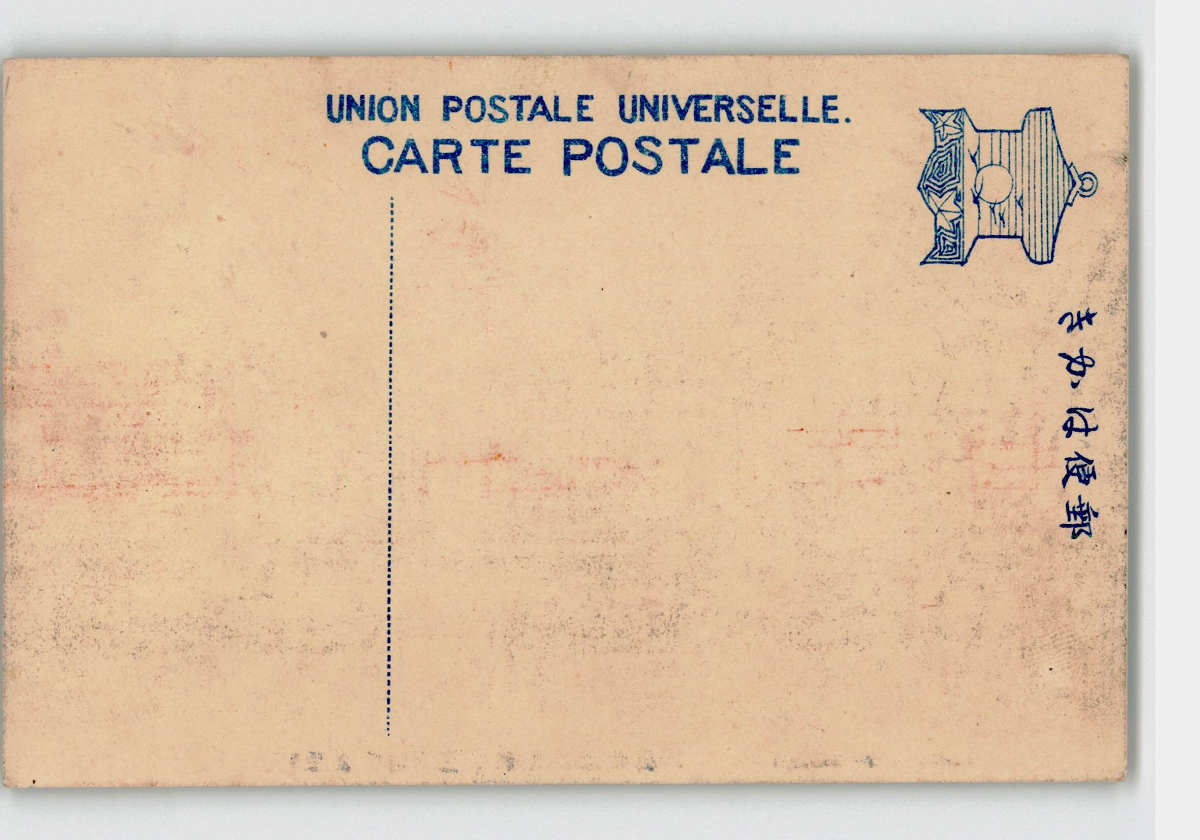 UNION POSTALE UNIVERSELLE.
CARTE POSTALE
郵便はかき